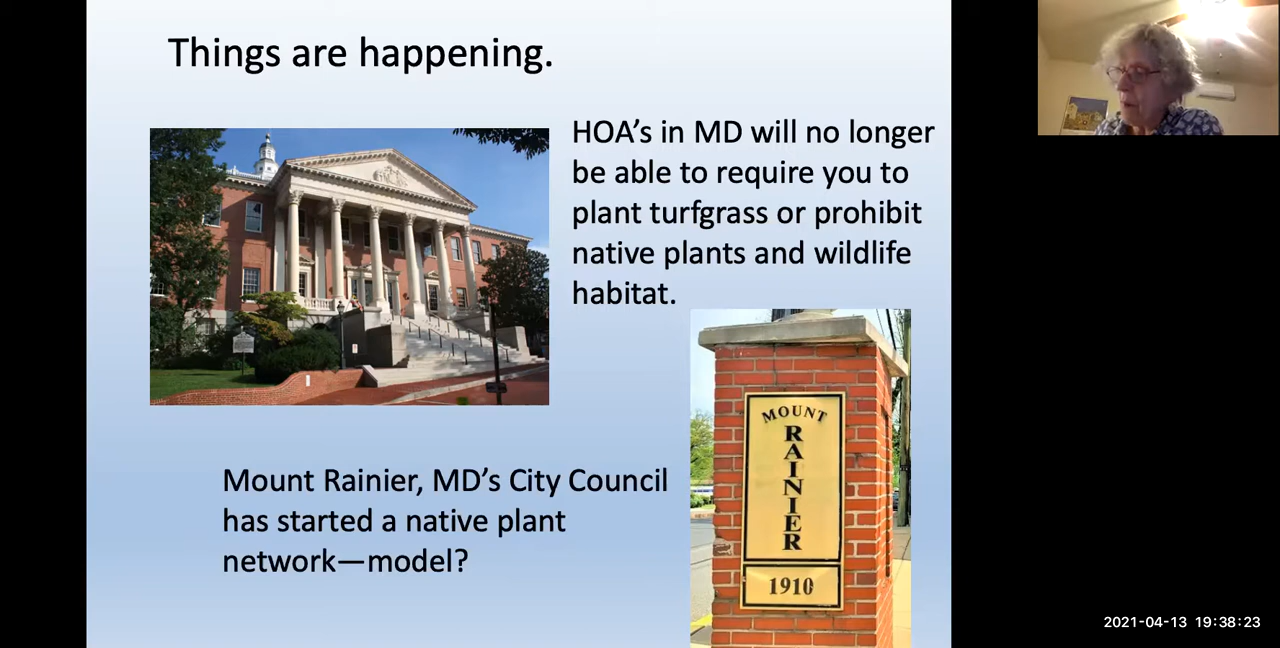 Things are happening.
HOA's in MD will no longer
be able to require you to
plant turfgrass or prohibit
native plants and wildlife
habitat.
Mount Rainier, MD's City Council
has started a native plant
network—model?
MOUNT
RAINIER
1910
2021-04-13 19:38:23